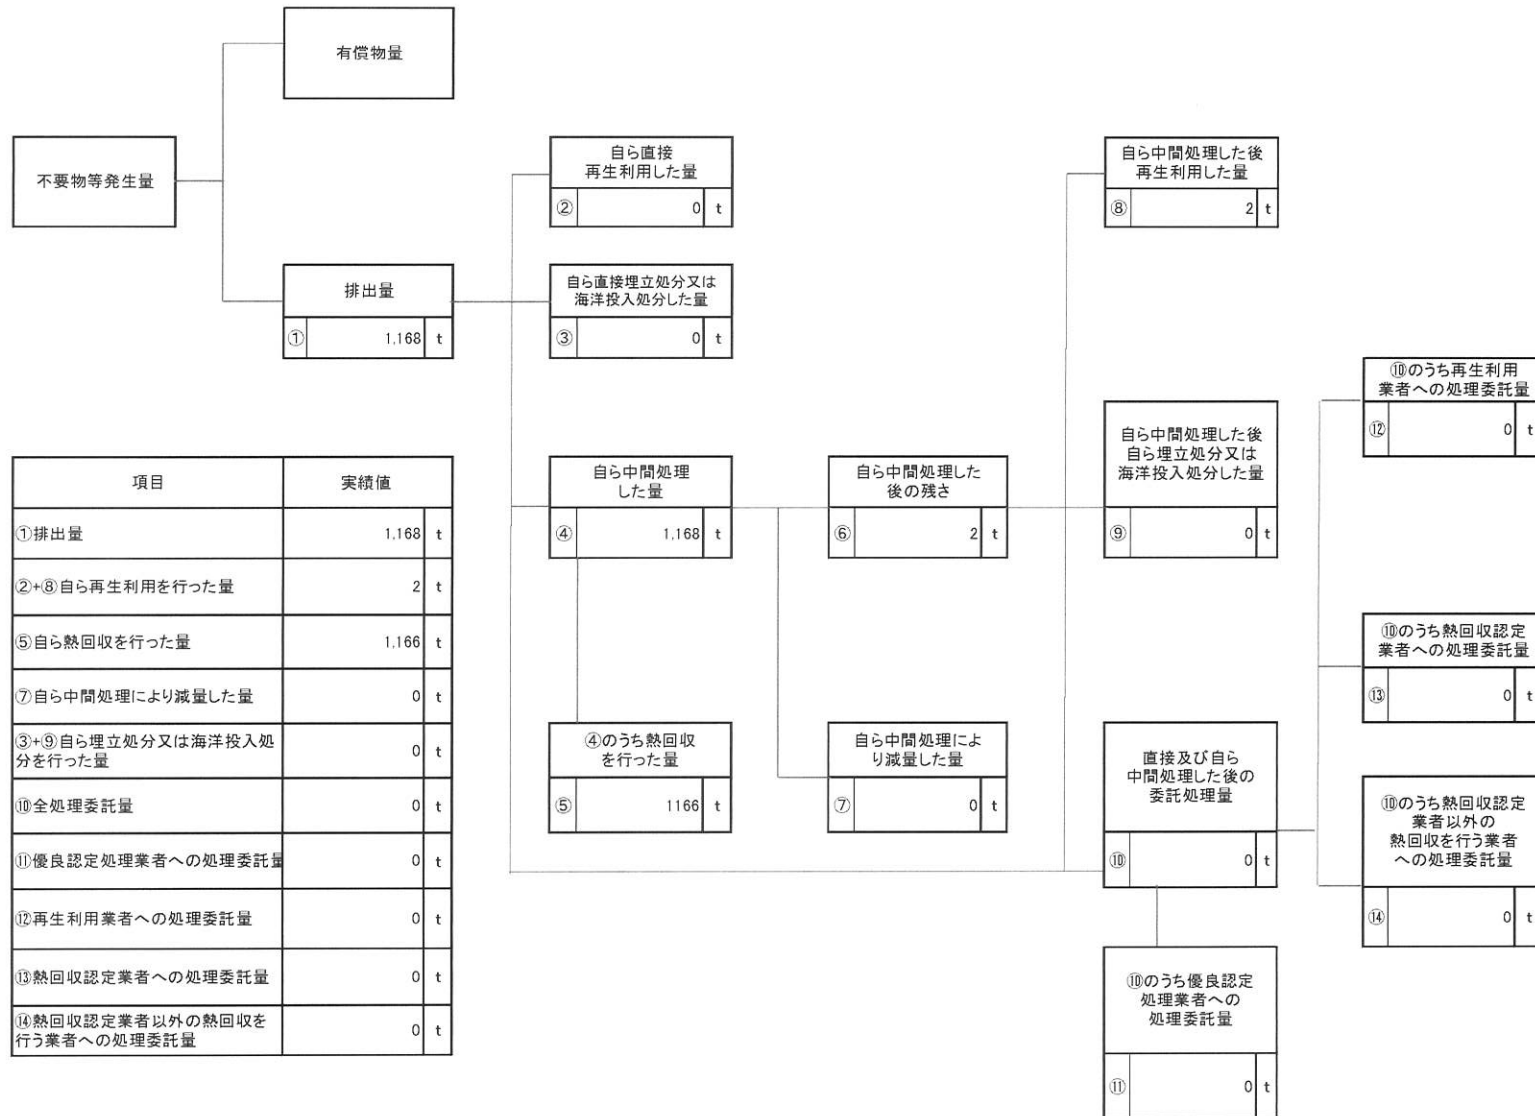 有償物量
不要物等発生量
排出量
① 1,168 t
自ら直接
再生利用した量
② 0 t
自ら直接埋立処分又は
海洋投入処分した量
③ 0 t
自ら中間処理
した量
④ 1,168 t
④のうち熱回収
を行った量
⑤ 1166 t
自ら中間処理した
後の残さ
⑥ 2 t
自ら中間処理によ
り減量した量
⑦ 0 t
自ら中間処理した後
再生利用した量
⑧ 2 t
自ら中間処理した後
自ら埋立処分又は
海洋投入処分した量
⑨ 0 t
直接及び自ら
中間処理した後の
委託処理量
⑩ 0 t
⑩のうち優良認定
処理業者への
処理委託量
⑪ 0 t
⑩のうち再生利用
業者への処理委託量
⑫ 0 t
⑩のうち熱回収認定
業者への処理委託量
⑬ 0 t
⑩のうち熱回収認定
業者以外の
熱回収を行う業者
への処理委託量
⑭ 0 t
項目 実績値
①排出量 1,168 t
②+⑧自ら再生利用を行った量 2 t
⑤自ら熱回収を行った量 1,166 t
⑦自ら中間処理により減量した量 0 t
③+⑨自ら埋立処分又は海洋投入処
分を行った量 0 t
⑩全処理委託量 0 t
⑪優良認定処理業者への処理委託量 0 t
⑫再生利用業者への処理委託量 0 t
⑬熱回収認定業者への処理委託量 0 t
⑭熱回収認定業者以外の熱回収を
行う業者への処理委託量 0 t